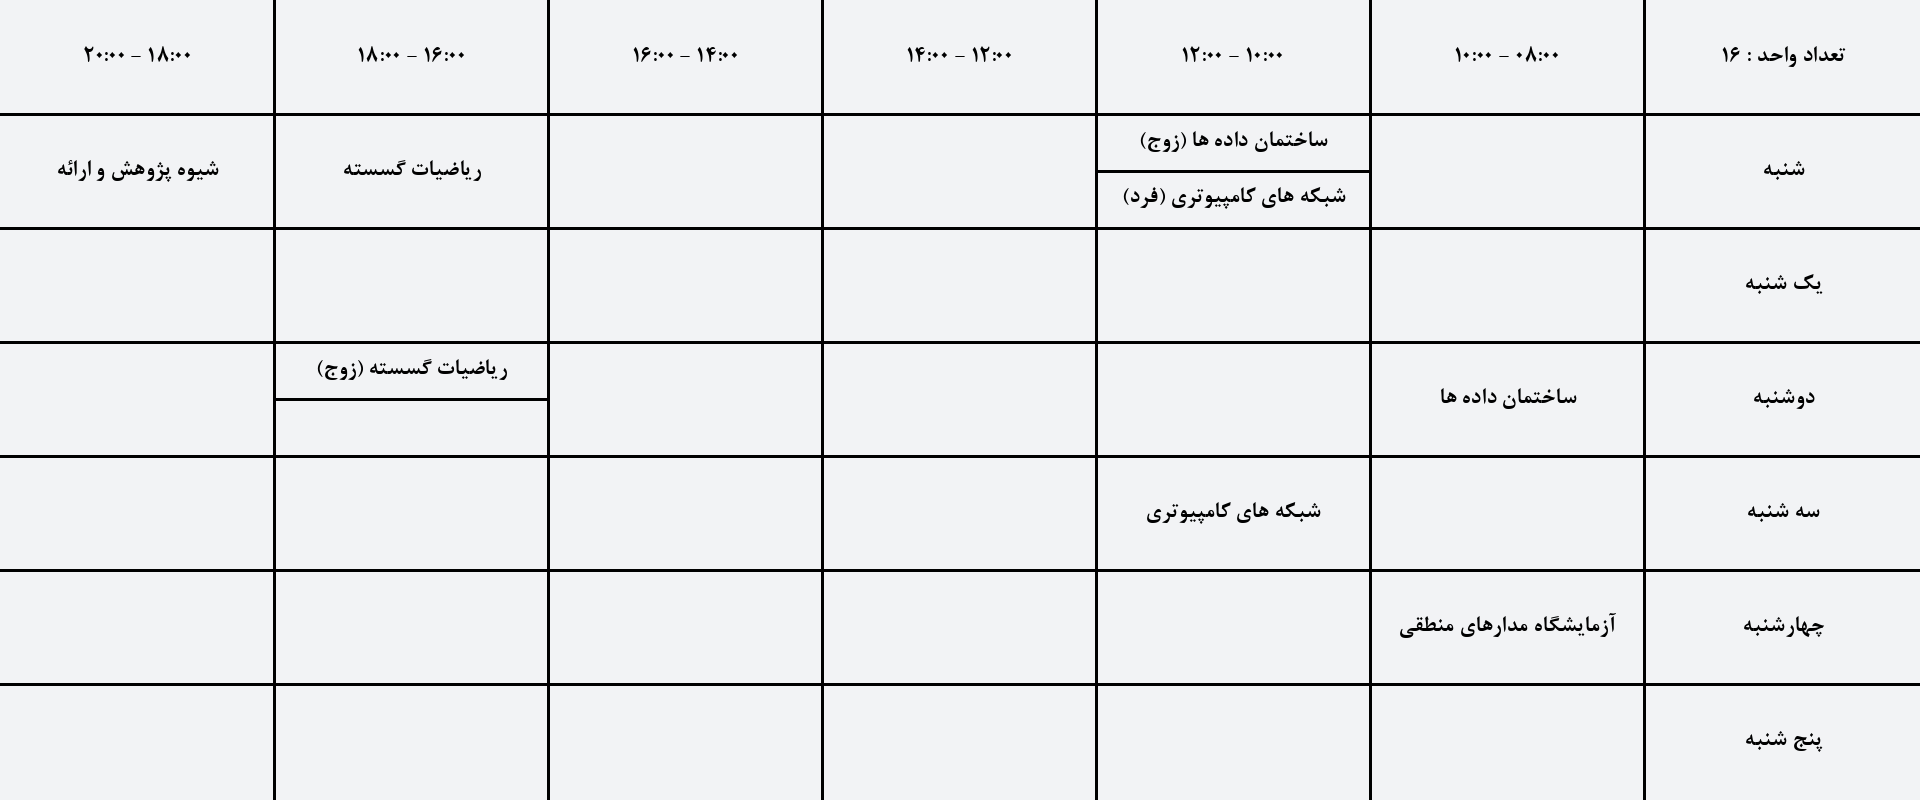 تعداد واحد : ۱۶
۰۸:۰۰ - ۱۰:۰۰
۱۰:۰۰ - ۱۲:۰۰
۱۲:۰۰ - ۱۴:۰۰
۱۴:۰۰ - ۱۶:۰۰
۱۶:۰۰ - ۱۸:۰۰
۱۸:۰۰ - ۲۰:۰۰
شنبه
ساختمان داده ها (زوج)
شبکه های کامپیوتری (فرد)
ریاضیات گسسته
شیوه پژوهش و ارائه
یک شنبه
دوشنبه
ساختمان داده ها
ریاضیات گسسته (زوج)
سه شنبه
شبکه های کامپیوتری
چهارشنبه
آزمایشگاه مدارهای منطقی
پنج شنبه